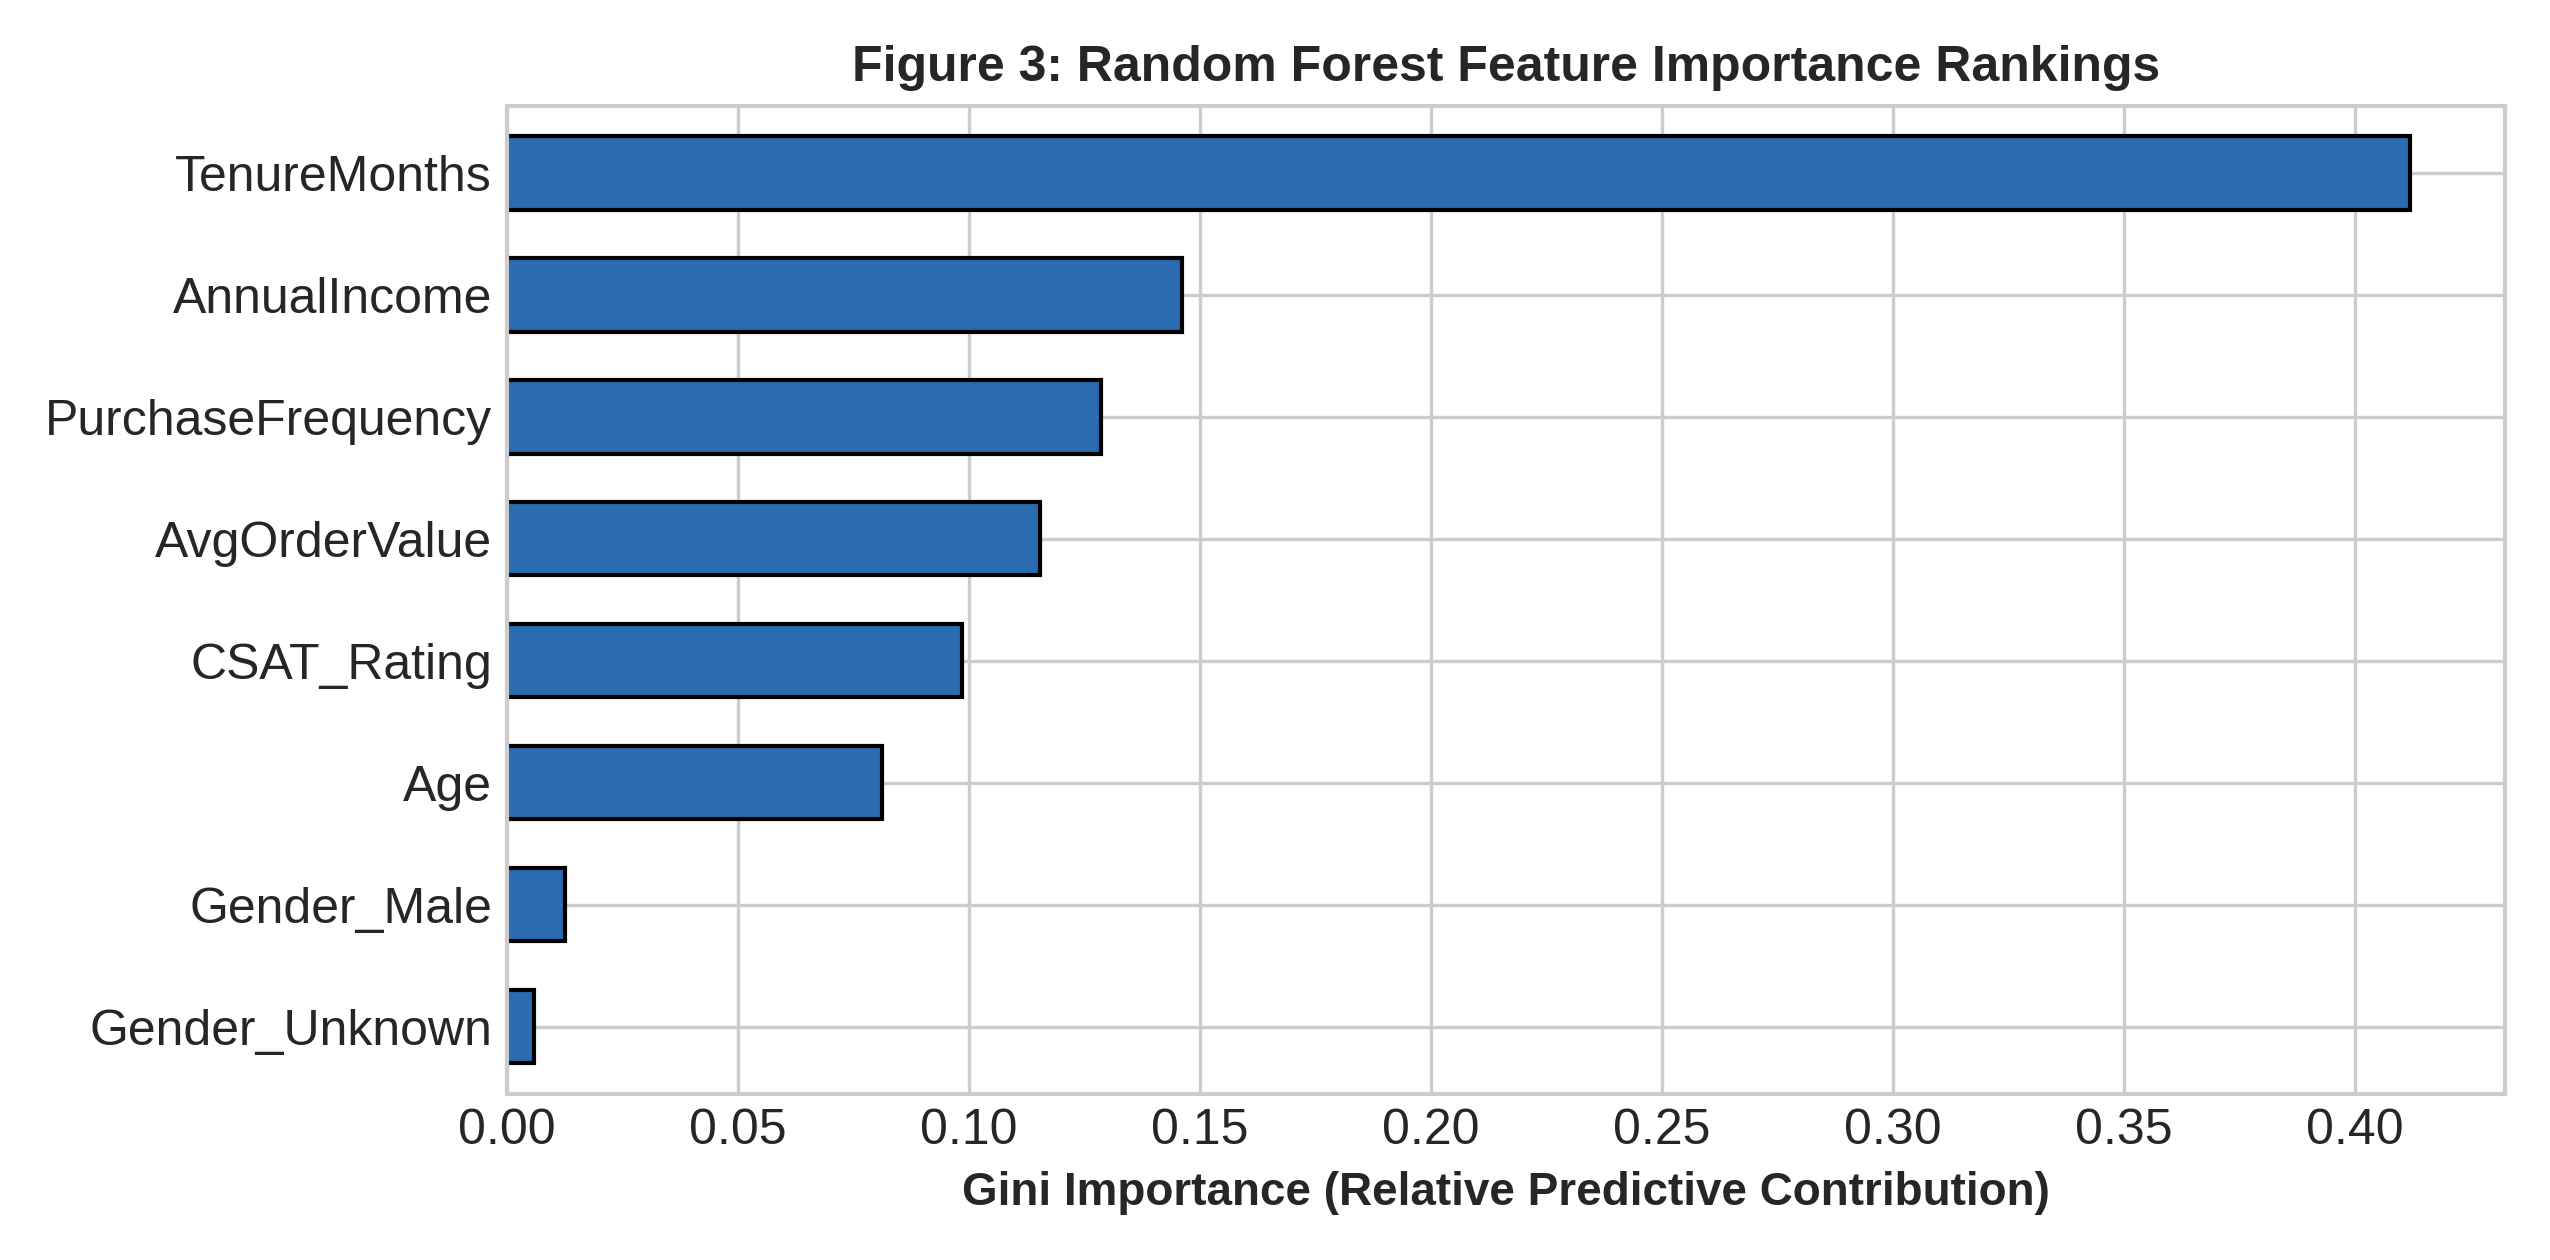 Figure 3: Random Forest Feature Importance Rankings
TenureMonths
AnnualIncome
PurchaseFrequency
AvgOrderValue
CSAT_Rating
Age
Gender_Male
Gender_Unknown
0.00 0.05 0.10 0.15 0.20 0.25 0.30 0.35 0.40
Gini Importance (Relative Predictive Contribution)